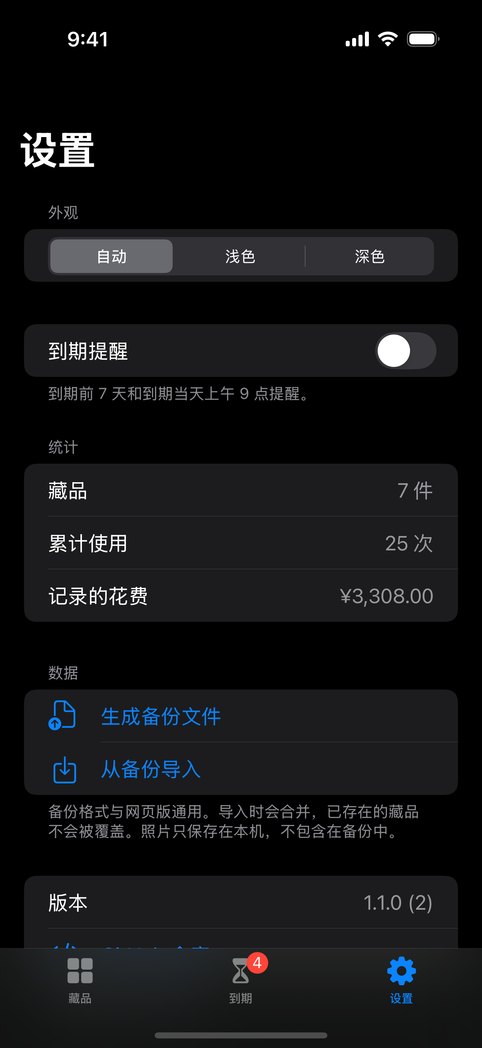 9:41
设置
外观
自动 浅色 深色
到期提醒
到期前 7 天和到期当天上午 9 点提醒。
统计
藏品 7 件
累计使用 25 次
记录的花费 ¥3,308.00
数据
生成备份文件
从备份导入
备份格式与网页版通用。导入时会合并，已存在的藏品
不会被覆盖。照片只保存在本机，不包含在备份中。
版本 1.1.0 (2)
4
藏品 到期 设置